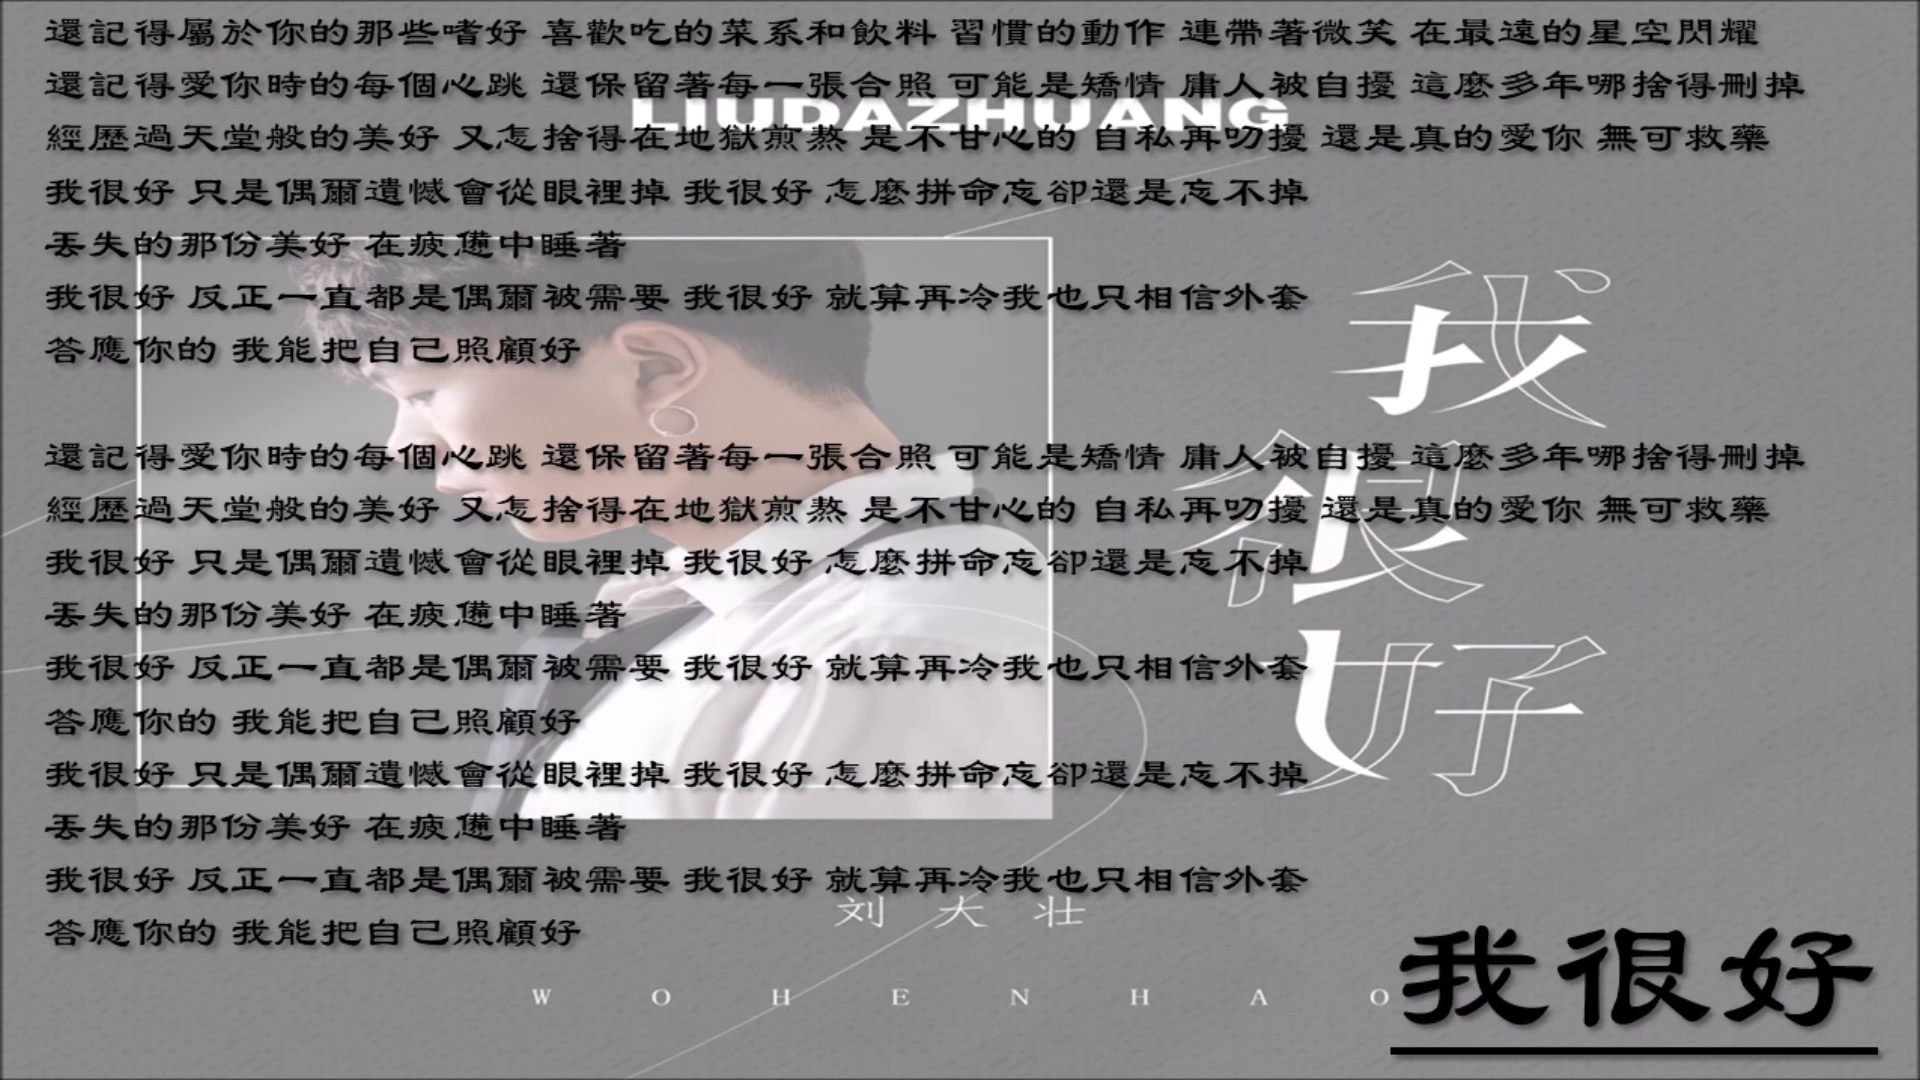 還記得屬於你的那些嗜好 喜歡吃的菜系和飲料 習慣的動作 連帶著微笑 在最遠的星空閃耀
還記得愛你時的每個心跳 還保留著每一張合照 可能是矯情 庸人被自擾 這麼多年哪捨得刪掉
LIUDAZHUANG
經歷過天堂般的美好 又怎捨得在地獄煎熬 是不甘心的 自私再叨擾 還是真的愛你 無可救藥
我很好 只是偶爾遺憾會從眼裡掉 我很好 怎麼拼命忘卻還是忘不掉
丟失的那份美好 在疲憊中睡著
我很好 反正一直都是偶爾被需要 我很好 就算再冷我也只相信外套
答應你的 我能把自己照顧好
我很好
還記得愛你時的每個心跳 還保留著每一張合照 可能是矯情 庸人被自擾 這麼多年哪捨得刪掉
經歷過天堂般的美好 又怎捨得在地獄煎熬 是不甘心的 自私再叨擾 還是真的愛你 無可救藥
我很好 只是偶爾遺憾會從眼裡掉 我很好 怎麼拼命忘卻還是忘不掉
丟失的那份美好 在疲憊中睡著
我很好 反正一直都是偶爾被需要 我很好 就算再冷我也只相信外套
答應你的 我能把自己照顧好
我很好 只是偶爾遺憾會從眼裡掉 我很好 怎麼拼命忘卻還是忘不掉
丟失的那份美好 在疲憊中睡著
我很好 反正一直都是偶爾被需要 我很好 就算再冷我也只相信外套
刘大壮
答應你的 我能把自己照顧好
WOHENHAO
我很好